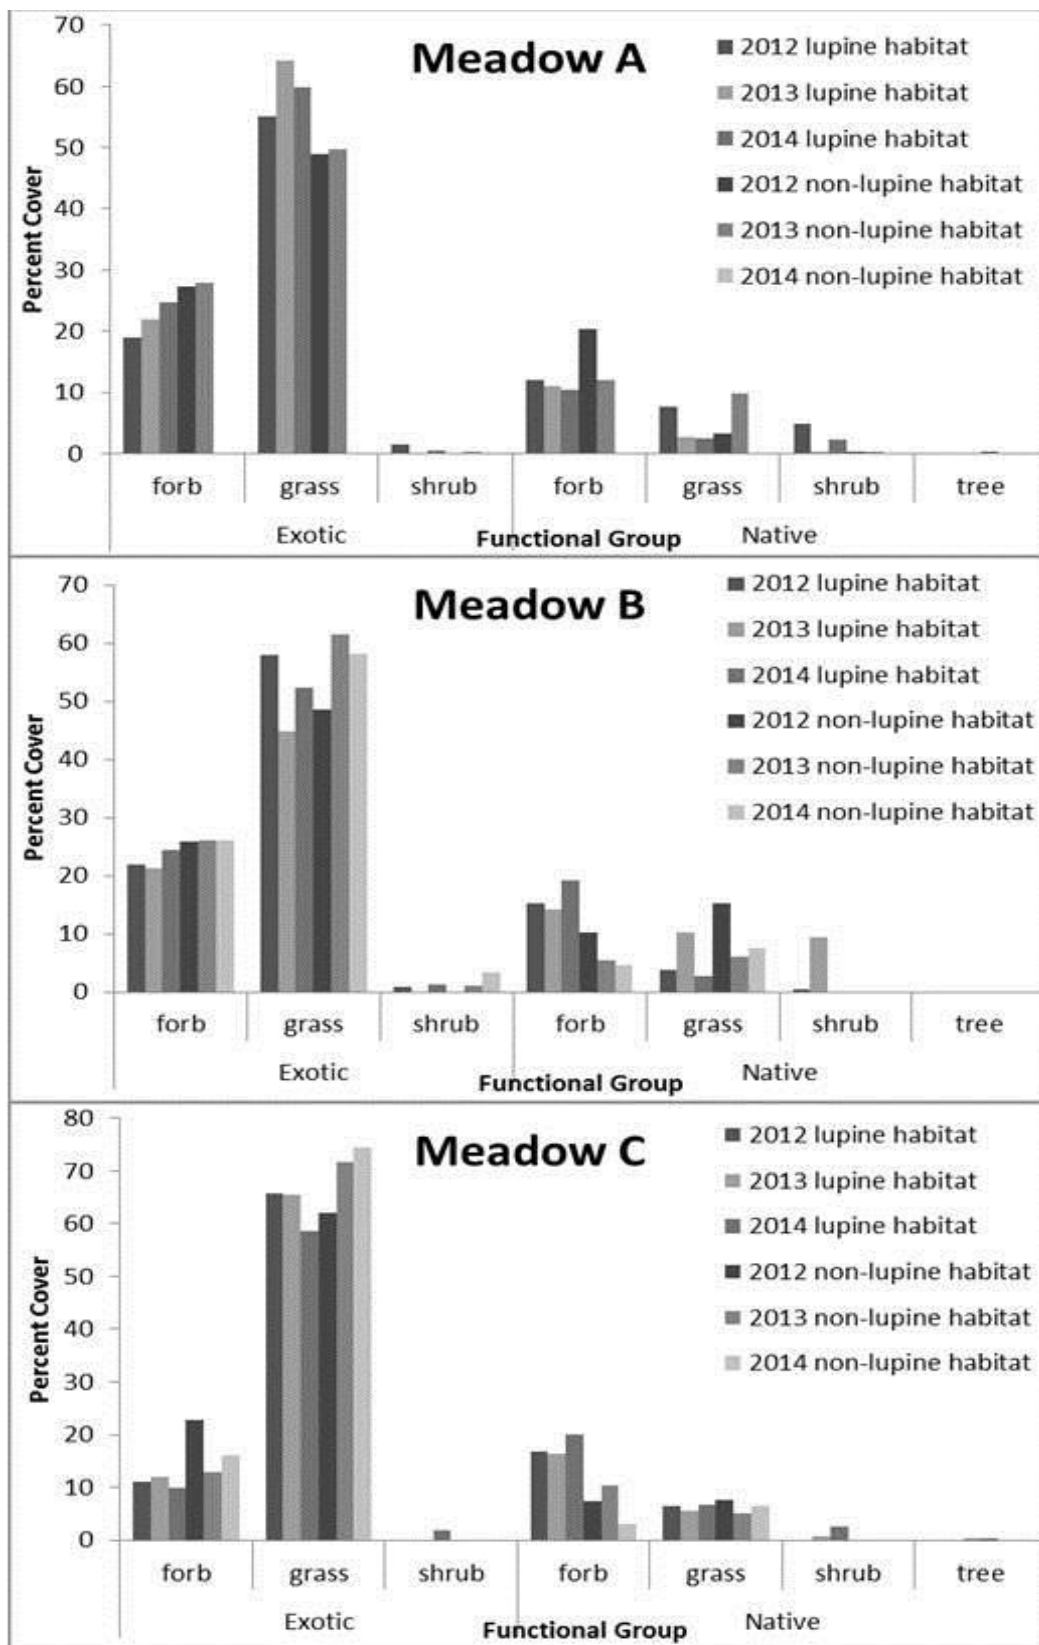 Meadow A
Percent Cover
70
60
50
40
30
20
10
0
2012 lupine habitat
2013 lupine habitat
2014 lupine habitat
2012 non-lupine habitat
2013 non-lupine habitat
2014 non-lupine habitat
forb grass shrub forb grass shrub tree
Exotic Functional Group Native
Meadow B
Percent Cover
70
60
50
40
30
20
10
0
2012 lupine habitat
2013 lupine habitat
2014 lupine habitat
2012 non-lupine habitat
2013 non-lupine habitat
2014 non-lupine habitat
forb grass shrub forb grass shrub tree
Exotic Functional Group Native
Meadow C
Percent Cover
80
70
60
50
40
30
20
10
0
2012 lupine habitat
2013 lupine habitat
2014 lupine habitat
2012 non-lupine habitat
2013 non-lupine habitat
2014 non-lupine habitat
forb grass shrub forb grass shrub tree
Exotic Functional Group Native